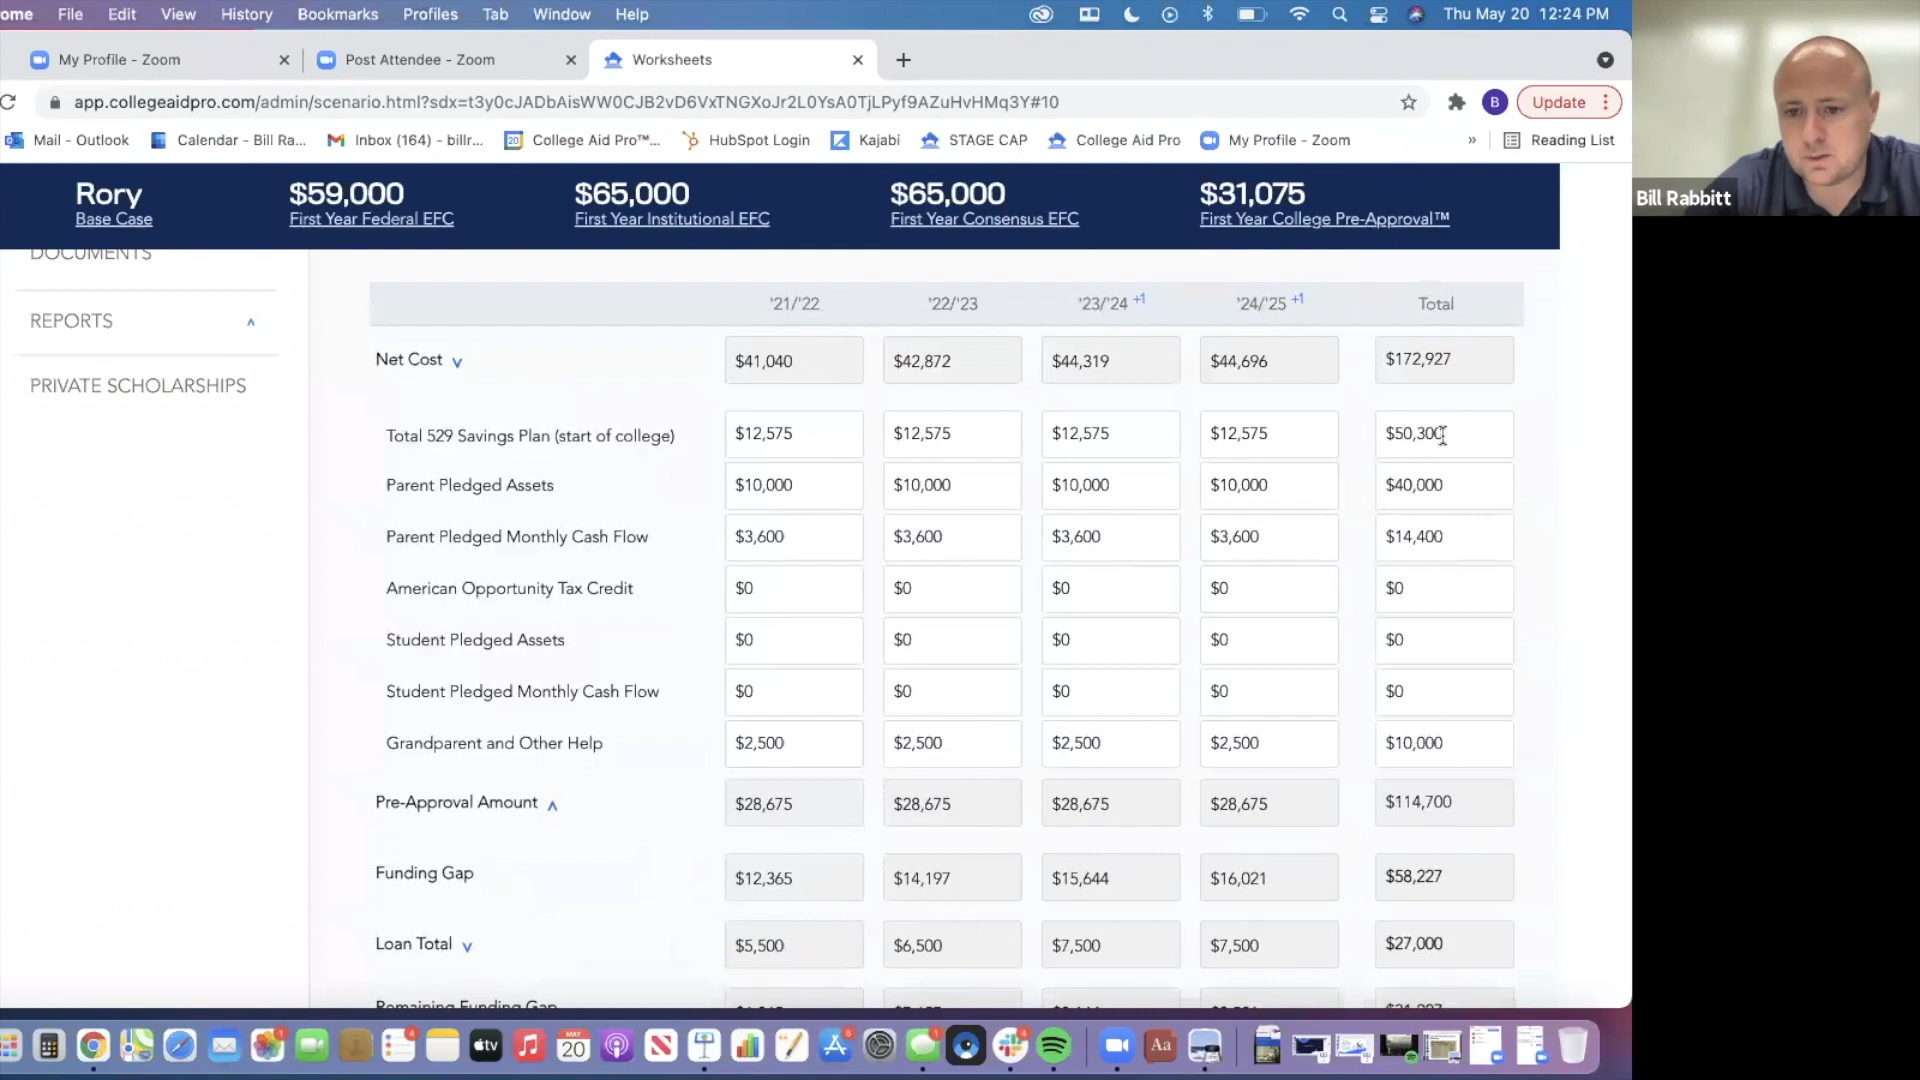 ome File Edit View History Bookmarks Profiles Tab Window Help Thu May 20 12:24 PM
My Profile - Zoom Post Attendee - Zoom Worksheets
app.collegeaidpro.com/admin/scenario.html?sdx=t3y0cJADbAisWW0CJB2vD6VxTNGXoJr2L0YsA0TjLPyf9AZuHvHMq3Y#10 B Update
Mail - Outlook Calendar - Bill Ra... Inbox (164) - billr... 20 College Aid Pro™... HubSpot Login Kajabi STAGE CAP College Aid Pro My Profile - Zoom » Reading List
Rory $59,000 $65,000 $65,000 $31,075
Base Case First Year Federal EFC First Year Institutional EFC First Year Consensus EFC First Year College Pre-Approval™
Bill Rabbitt
DOCUMENTS
REPORTS
PRIVATE SCHOLARSHIPS
'21/'22 '22/'23 '23/'24 +1 '24/'25 +1 Total
Net Cost $41,040 $42,872 $44,319 $44,696 $172,927
Total 529 Savings Plan (start of college) $12,575 $12,575 $12,575 $12,575 $50,300
Parent Pledged Assets $10,000 $10,000 $10,000 $10,000 $40,000
Parent Pledged Monthly Cash Flow $3,600 $3,600 $3,600 $3,600 $14,400
American Opportunity Tax Credit $0 $0 $0 $0 $0
Student Pledged Assets $0 $0 $0 $0 $0
Student Pledged Monthly Cash Flow $0 $0 $0 $0 $0
Grandparent and Other Help $2,500 $2,500 $2,500 $2,500 $10,000
Pre-Approval Amount $28,675 $28,675 $28,675 $28,675 $114,700
Funding Gap $12,365 $14,197 $15,644 $16,021 $58,227
Loan Total $5,500 $6,500 $7,500 $7,500 $27,000
Remaining Funding Gap
tv MAY 20 Aa